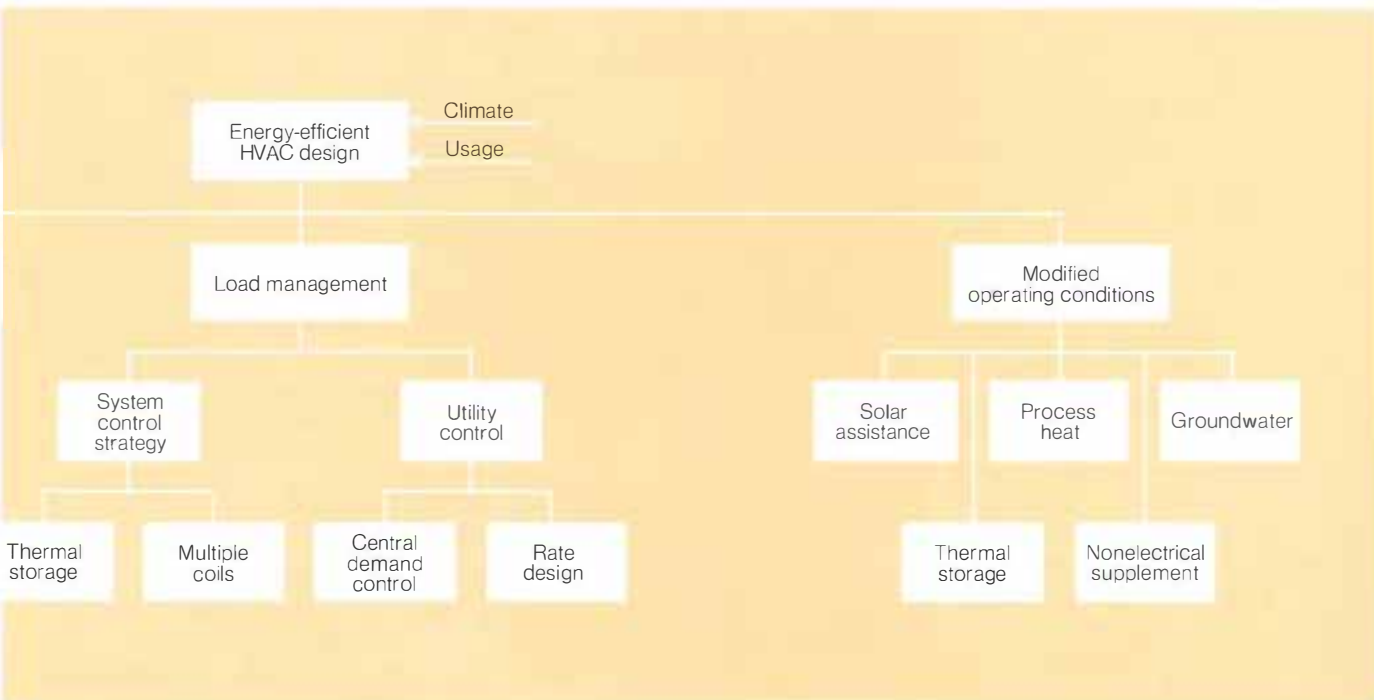 Energy-efficient
HVAC design
Climate
Usage
Load management
Modified
operating conditions
System
control
strategy
Utility
control
Solar
assistance
Process
heat
Groundwater
Thermal
storage
Multiple
coils
Central
demand
control
Rate
design
Thermal
storage
Nonelectrical
supplement